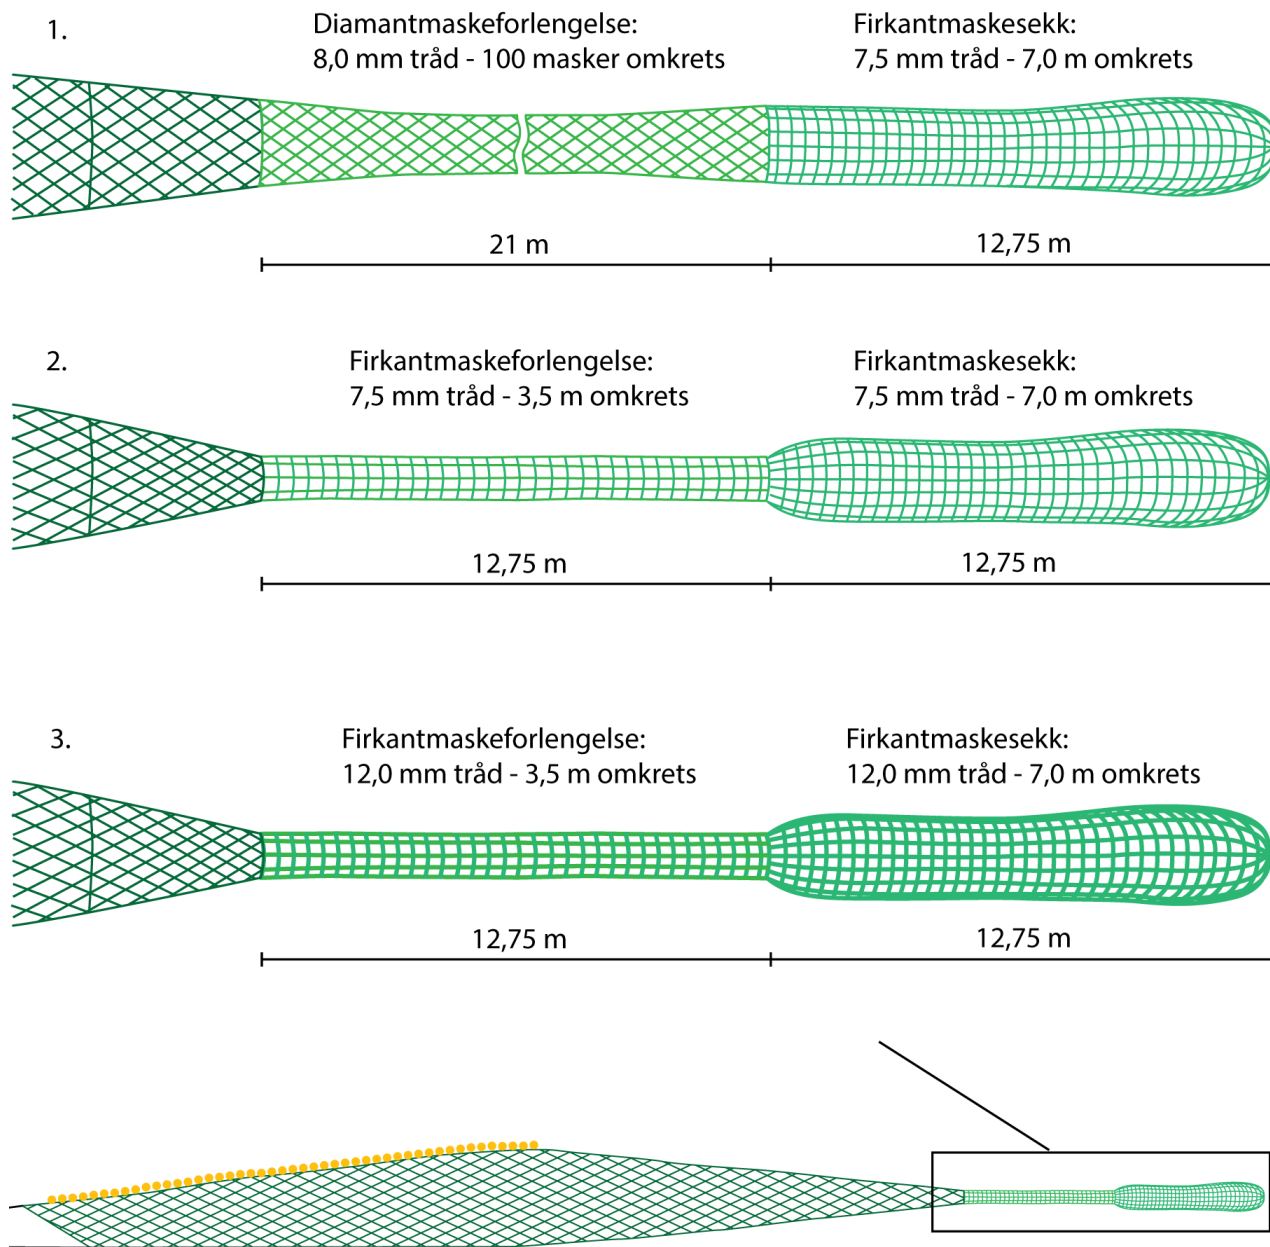 1.
Diamantmaskeforlengelse:
8,0 mm tråd - 100 masker omkrets
Firkantmaskesekk:
7,5 mm tråd - 7,0 m omkrets
21 m
12,75 m
2.
Firkantmaskeforlengelse:
7,5 mm tråd - 3,5 m omkrets
Firkantmaskesekk:
7,5 mm tråd - 7,0 m omkrets
12,75 m
12,75 m
3.
Firkantmaskeforlengelse:
12,0 mm tråd - 3,5 m omkrets
Firkantmaskesekk:
12,0 mm tråd - 7,0 m omkrets
12,75 m
12,75 m